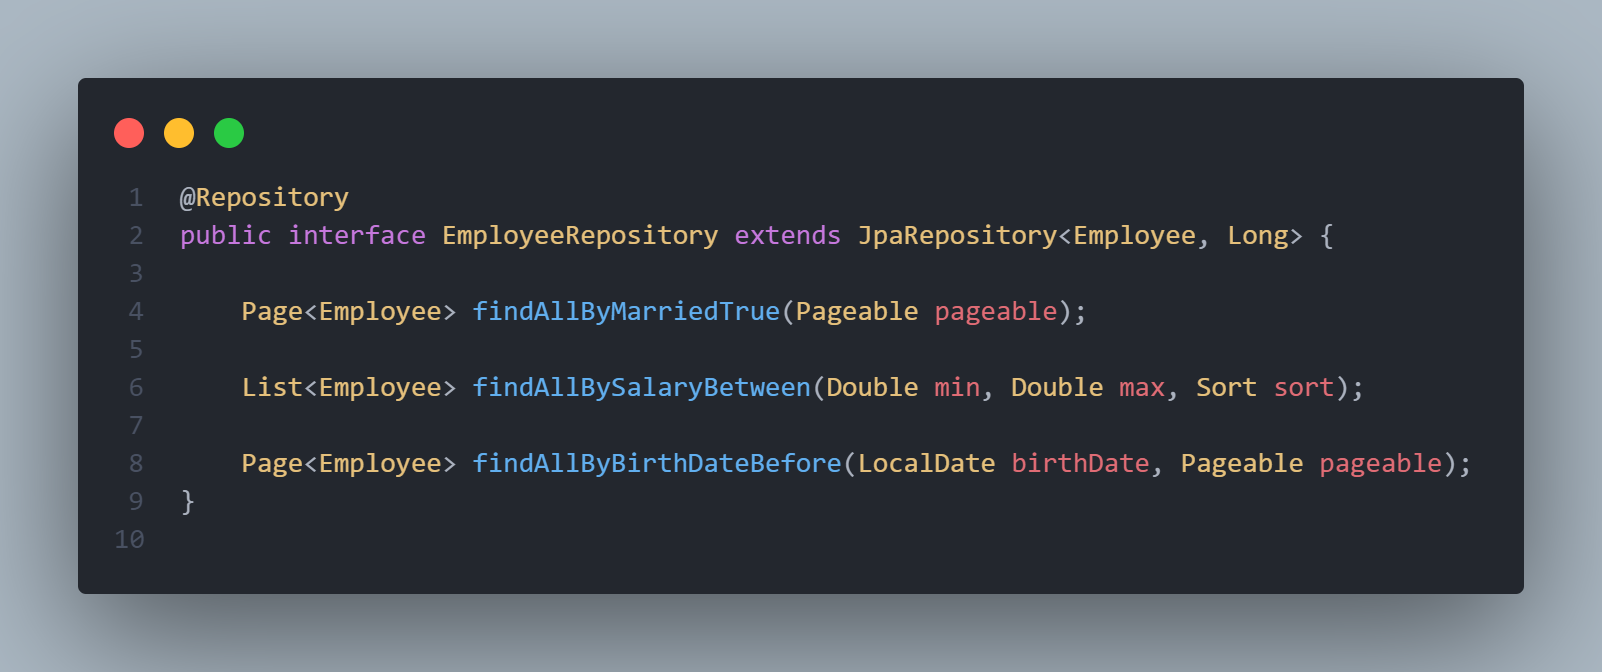 1 @Repository
2 public interface EmployeeRepository extends JpaRepository<Employee, Long> {
3
4     Page<Employee> findAllByMarriedTrue(Pageable pageable);
5
6     List<Employee> findAllBySalaryBetween(Double min, Double max, Sort sort);
7
8     Page<Employee> findAllByBirthDateBefore(LocalDate birthDate, Pageable pageable);
9 }
10